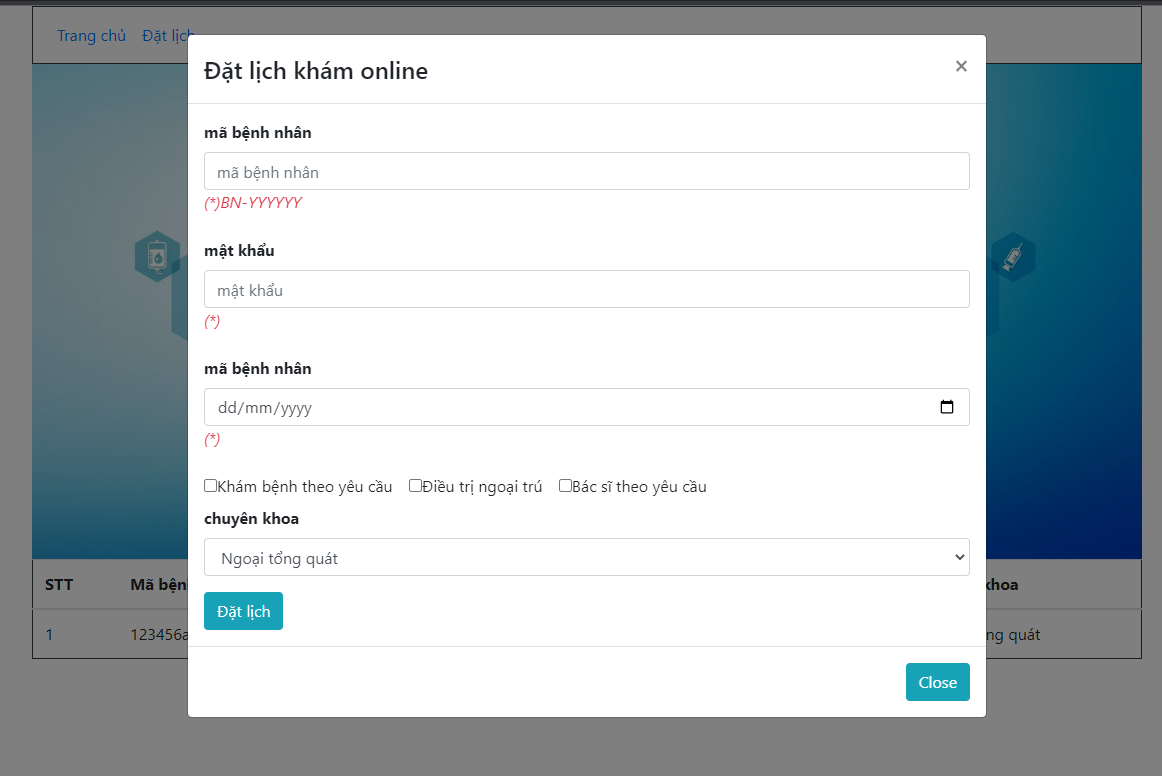 Trang chủ Đặt lịch
Đặt lịch khám online ×
mã bệnh nhân
mã bệnh nhân
(*)BN-YYYYYY
mật khẩu
mật khẩu
(*)
mã bệnh nhân
dd/mm/yyyy
(*)
Khám bệnh theo yêu cầu Điều trị ngoại trú Bác sĩ theo yêu cầu
chuyên khoa
Ngoại tổng quát
STT Mã bện khoa
Đặt lịch
1 123456a ng quát
Close